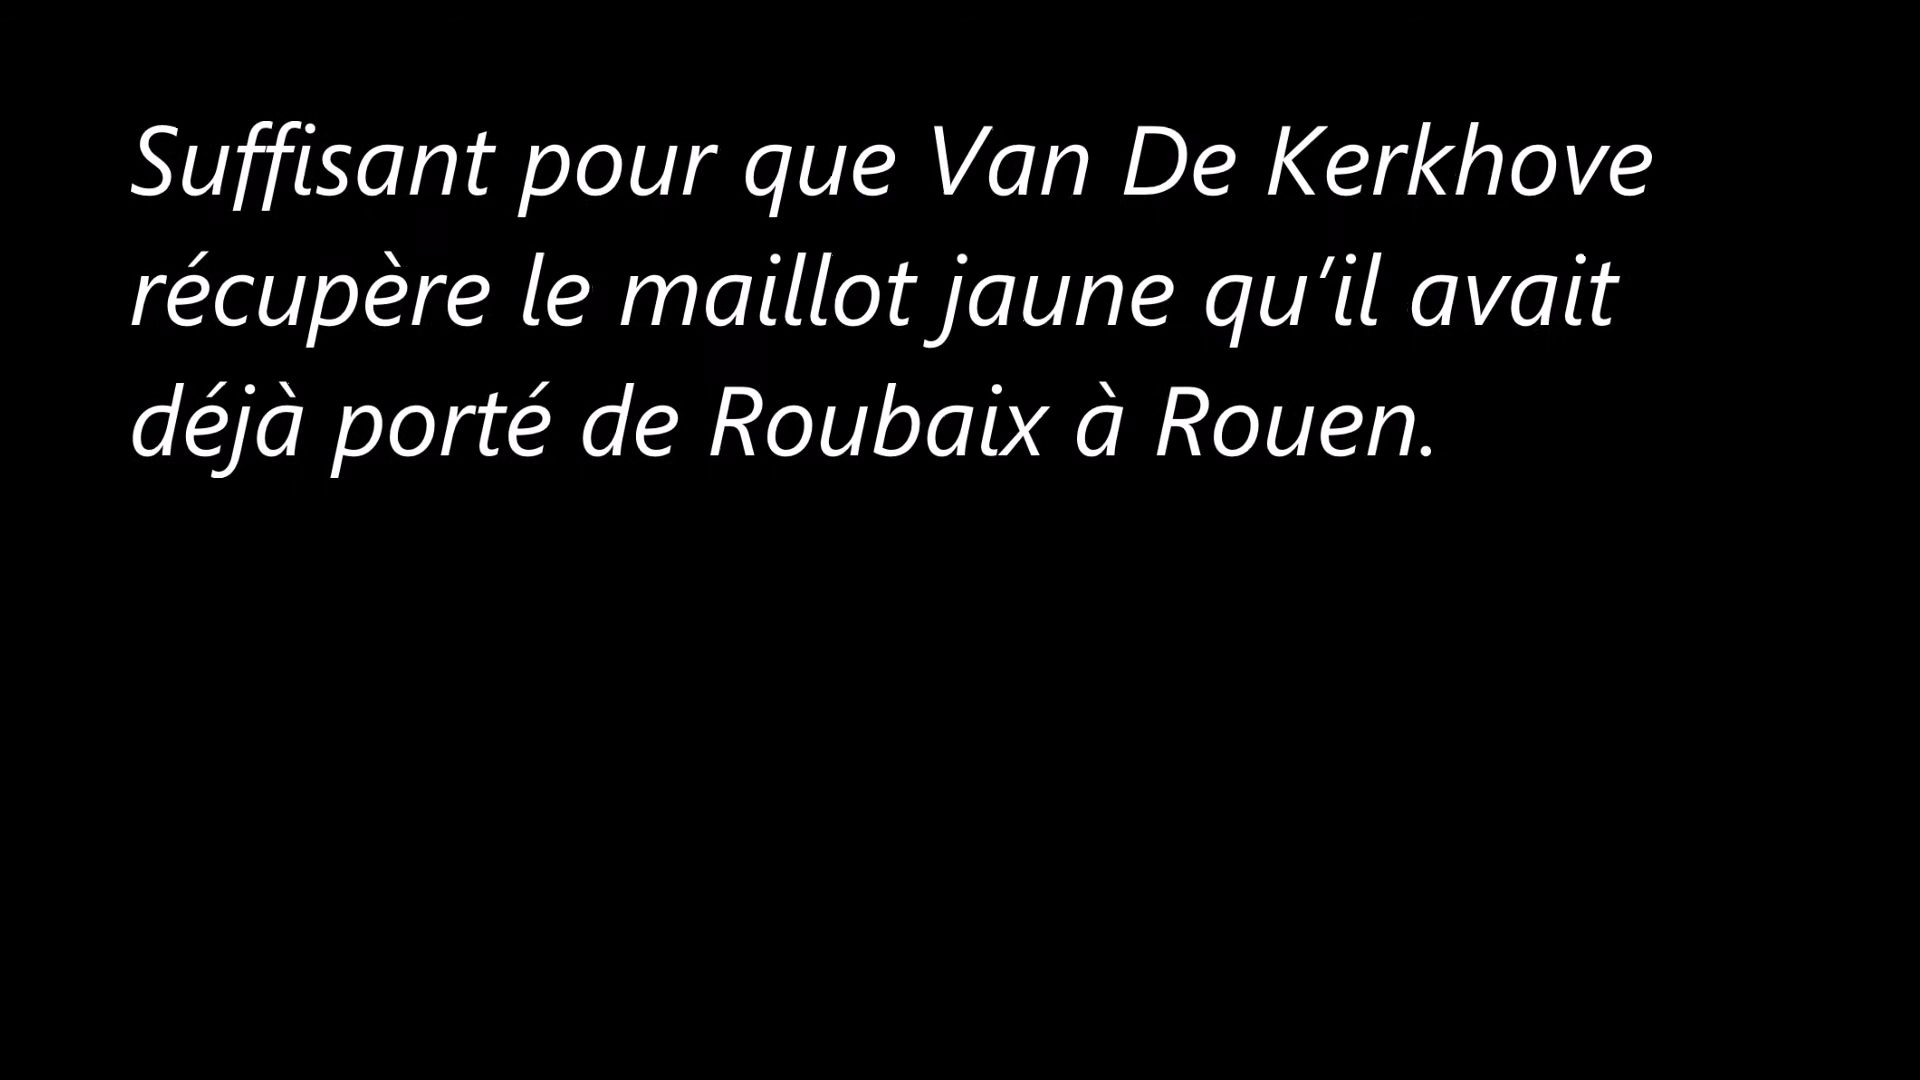 Suffisant pour que Van De Kerkhove
récupère le maillot jaune qu’il avait
déjà porté de Roubaix à Rouen.